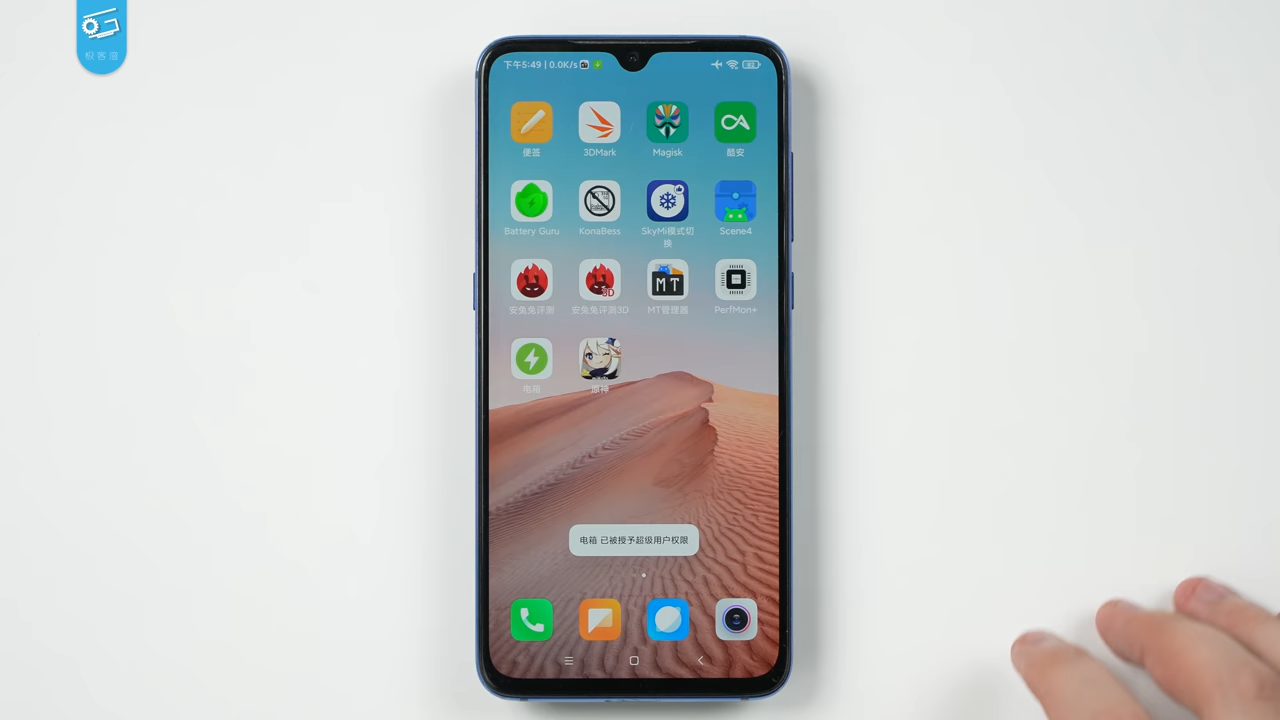 极客湾
下午5:49 | 0.0K/s
82
便签
3DMark
Magisk
酷安
Battery Guru
KonaBess
SkyMi模式切
换
Scene4
安兔兔评测
安兔兔评测3D
MT管理器
PerfMon+
3D
MT
电箱
原神
电箱 已被授予超级用户权限